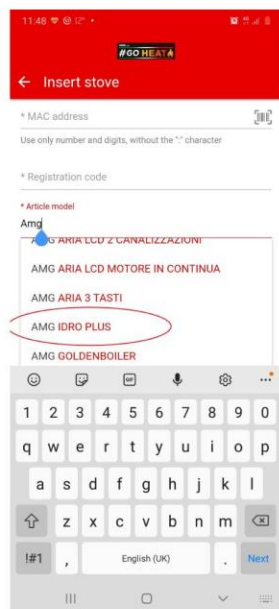 11:48
12°
#GO HEAT
← Insert stove
* MAC address
Use only number and digits, without the ":" character
* Registration code
* Article model
Amg
AMG ARIA LCD 2 CANALIZZAZIONI
AMG ARIA LCD MOTORE IN CONTINUA
AMG ARIA 3 TASTI
AMG IDRO PLUS
AMG GOLDENBOILER
GIF
1 2 3 4 5 6 7 8 9 0
q w e r t y u i o p
a s d f g h j k l
z x c v b n m
!#1 , English (UK) . Next